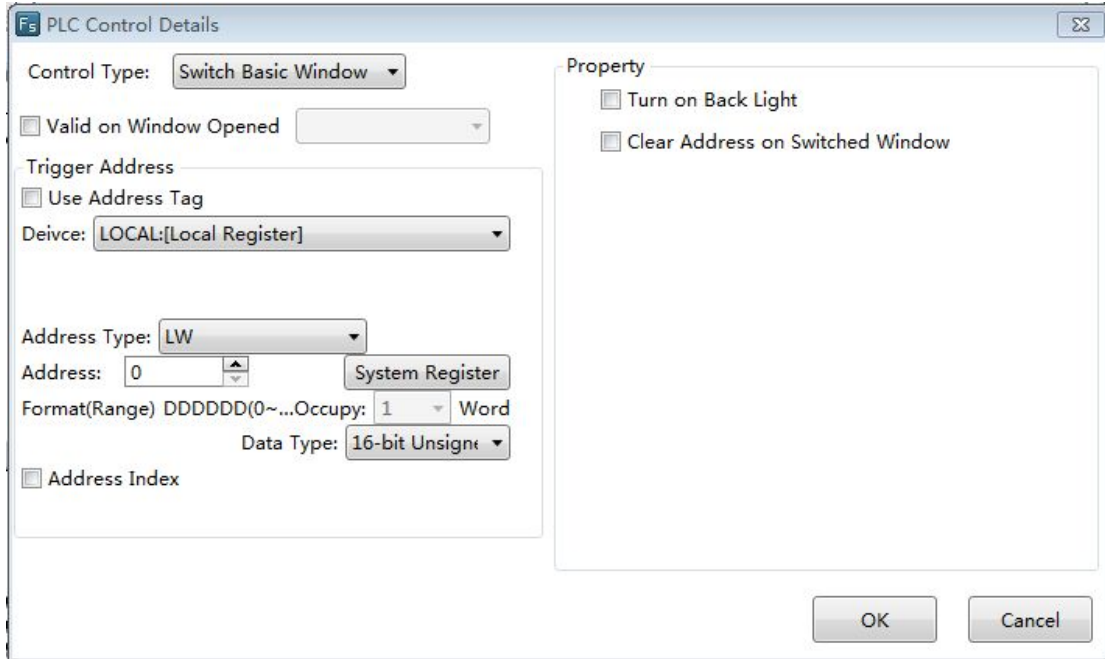 Fs PLC Control Details
Control Type: Switch Basic Window
Valid on Window Opened
Trigger Address
Use Address Tag
Deivce: LOCAL:[Local Register]
Address Type: LW
Address: 0 System Register
Format(Range) DDDDDD(0~...Occupy: 1 Word
Data Type: 16-bit Unsigne
Address Index
Property
Turn on Back Light
Clear Address on Switched Window
OK Cancel